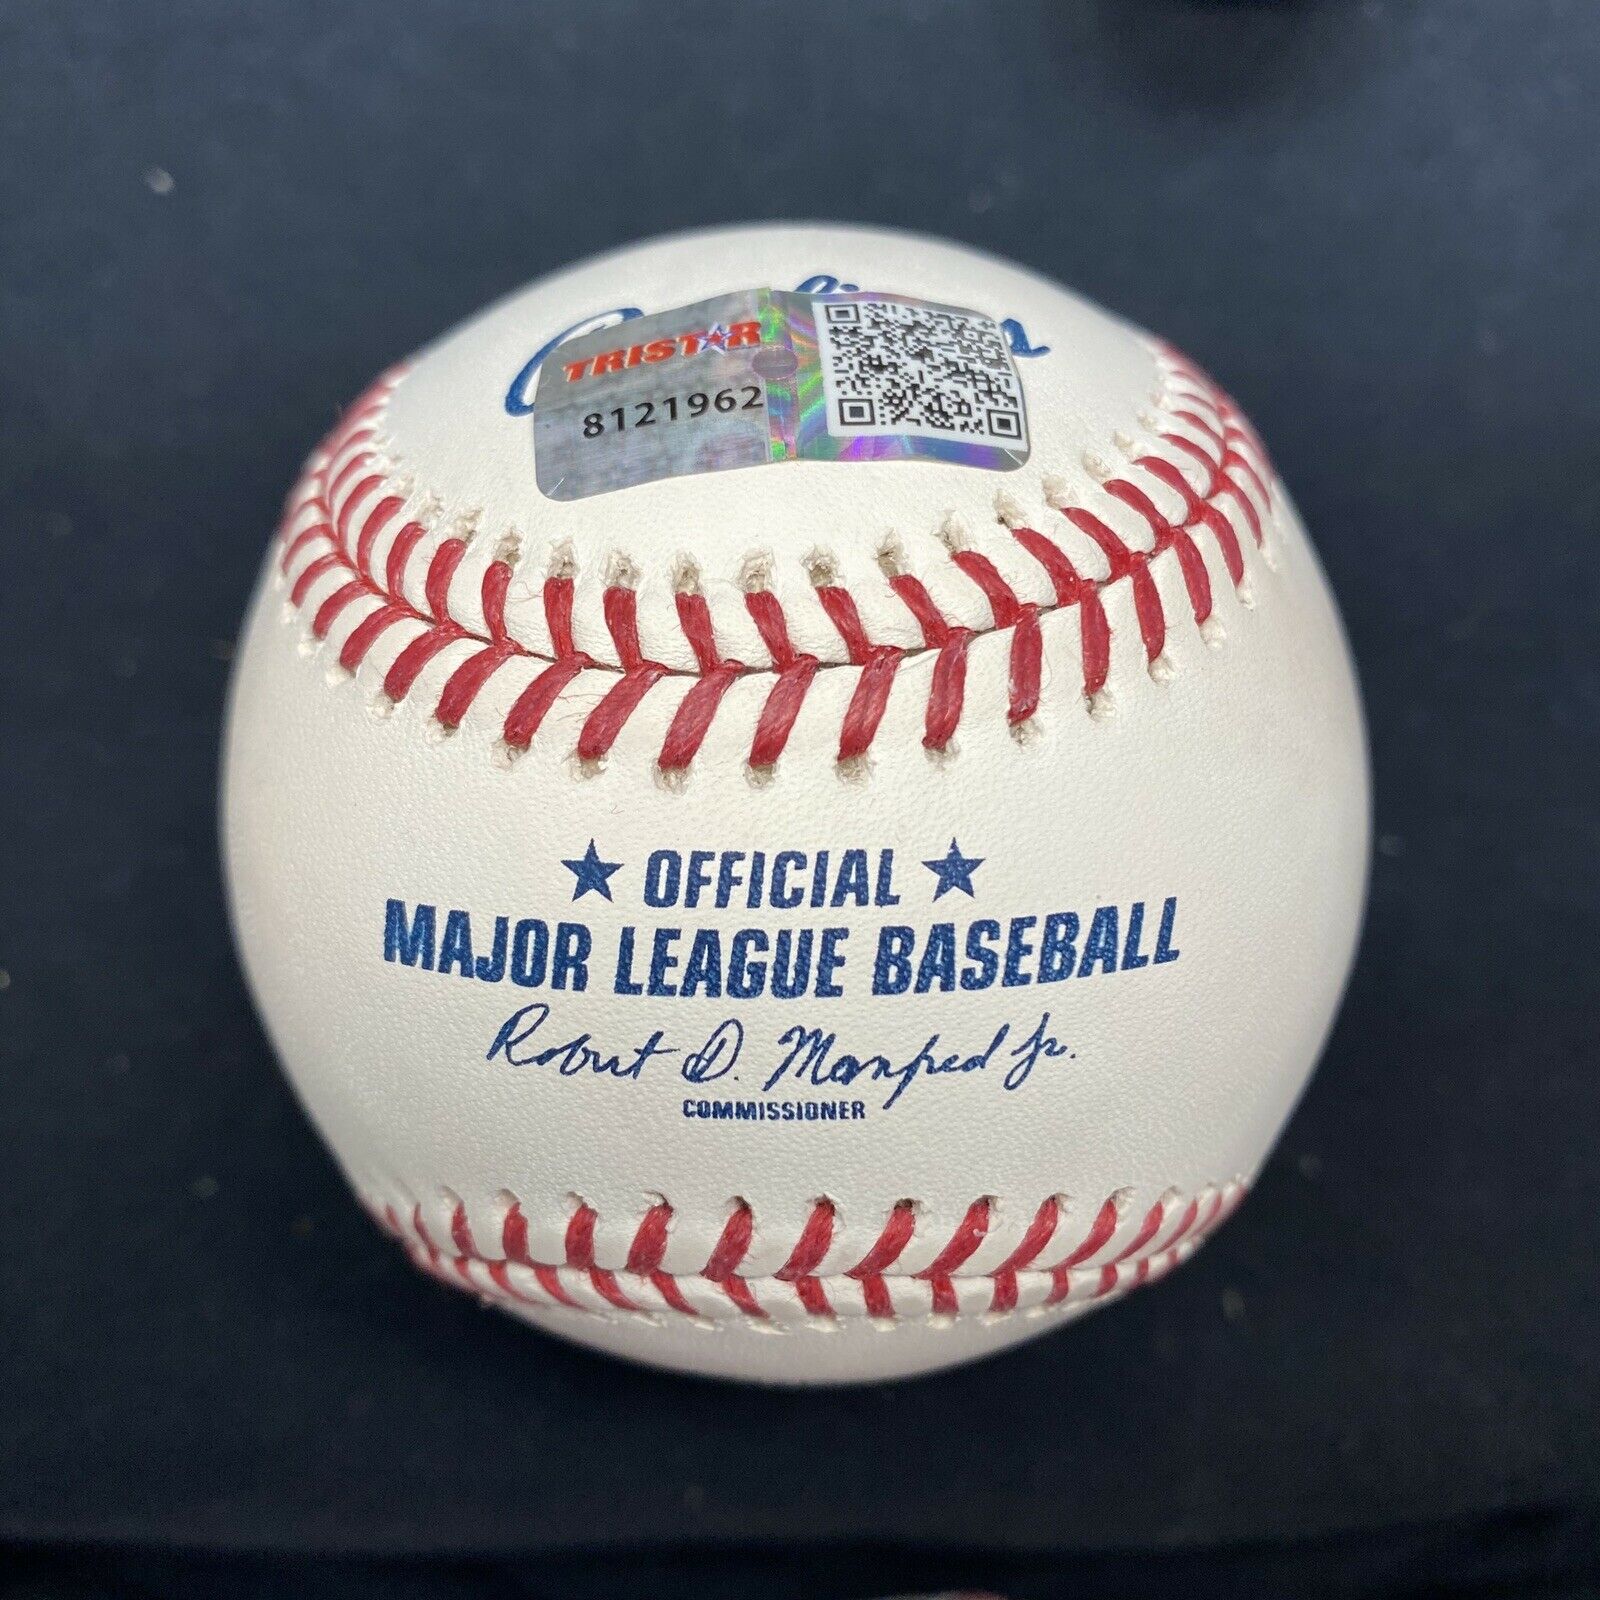 TRISTAR
8121962
★ OFFICIAL ★
MAJOR LEAGUE BASEBALL
Robert D. Manfred Jr.
COMMISSIONER